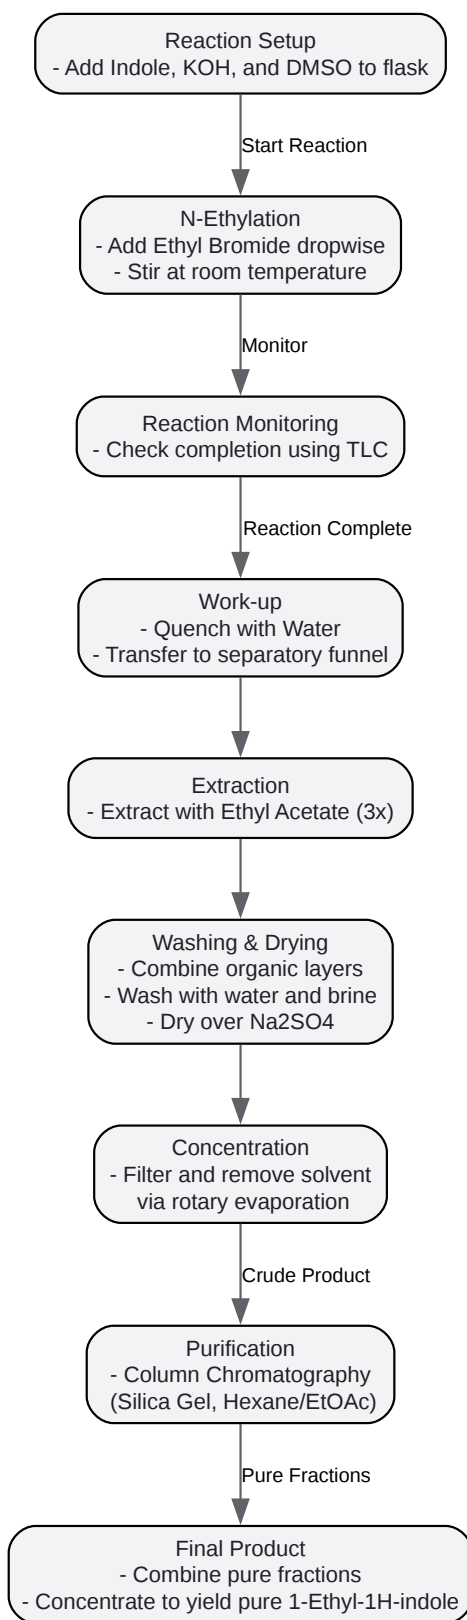 Reaction Setup
- Add Indole, KOH, and DMSO to flask
Start Reaction
N-Ethylation
- Add Ethyl Bromide dropwise
- Stir at room temperature
Monitor
Reaction Monitoring
- Check completion using TLC
Reaction Complete
Work-up
- Quench with Water
- Transfer to separatory funnel
Extraction
- Extract with Ethyl Acetate (3x)
Washing & Drying
- Combine organic layers
- Wash with water and brine
- Dry over Na2SO4
Concentration
- Filter and remove solvent
via rotary evaporation
Crude Product
Purification
- Column Chromatography
(Silica Gel, Hexane/EtOAc)
Pure Fractions
Final Product
- Combine pure fractions
- Concentrate to yield pure 1-Ethyl-1H-indole